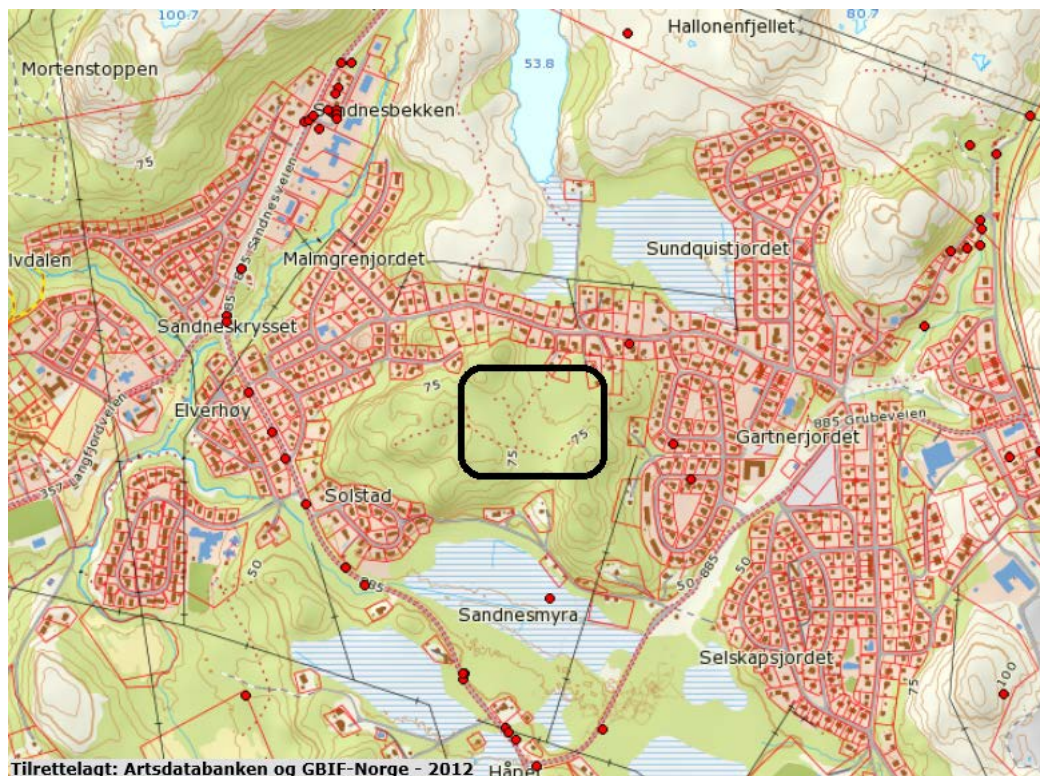 100.7
80.7
Hallonenfjellet
Mortenstoppen
53.8
Sandnesbekken
75
885 Sandnesveien
Sundquistjordet
lvdalen
Malmgrenjordet
Sandneskrysset
75
Elverhøy
885 Grubeveien
Langfjordveien
75
Gartnerjordet
75
357
Solstad
50
885
50
885
50
Sandnesmyra
Selskapsjordet
75
100
Tilrettelagt: Artsdatabanken og GBIF-Norge - 2012